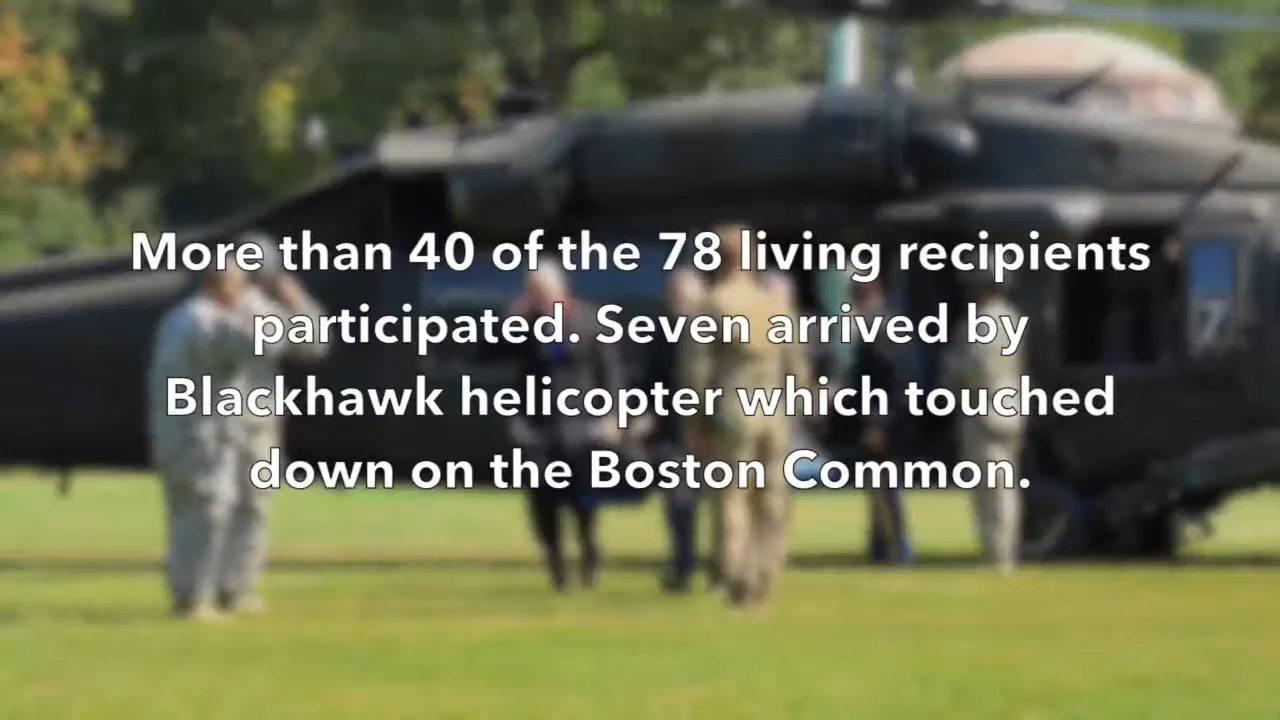 More than 40 of the 78 living recipients
participated. Seven arrived by
Blackhawk helicopter which touched
down on the Boston Common.
7